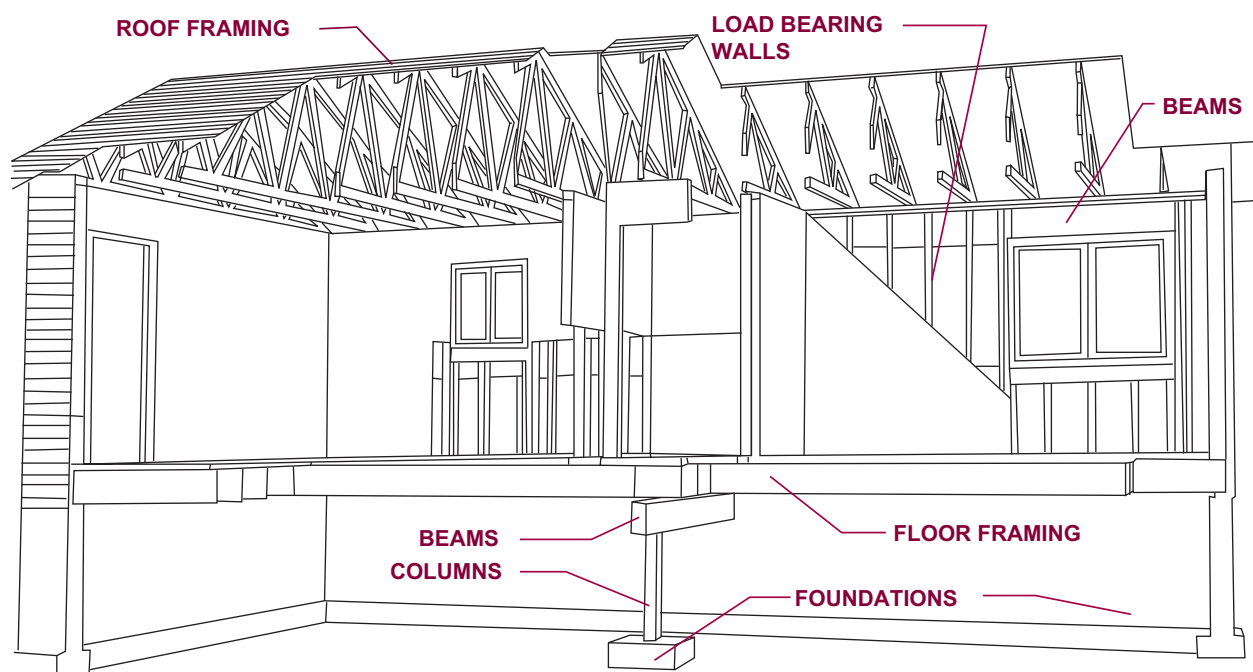 ROOF FRAMING
LOAD BEARING
WALLS
BEAMS
BEAMS
FLOOR FRAMING
COLUMNS
FOUNDATIONS